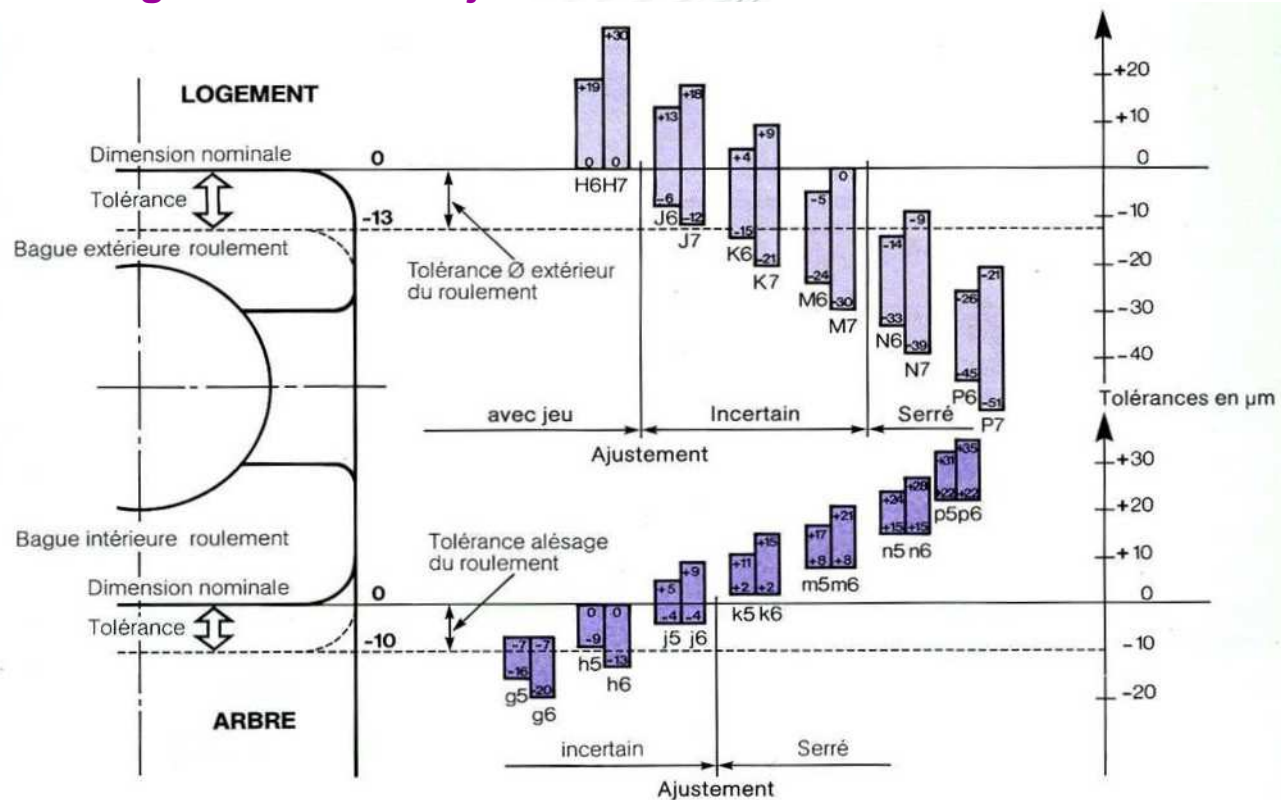 LOGEMENT
Dimension nominale
0
Tolérance
-13
Bague extérieure roulement
Tolérance Ø extérieur
du roulement
+19
+30
0
0
H6H7
+13
+18
-6
-12
J6
J7
+4
+9
-15
-21
K6
K7
-5
0
-24
-30
M6
M7
-14
-9
-33
-39
N6
N7
-26
-21
-45
-51
P6
P7
+20
+10
0
-10
-20
-30
-40
Tolérances en µm
avec jeu
Incertain
Serré
Ajustement
Bague intérieure roulement
Dimension nominale
0
Tolérance
-10
ARBRE
Tolérance alésage
du roulement
-7
-7
-16
-20
g5
g6
0
0
-9
-13
h5
h6
+5
+9
-4
-4
j5 j6
+11
+15
+2
+2
k5 k6
+17
+21
+8
+8
m5m6
+24
+28
+15
+15
n5 n6
+31
+35
+22
+22
p5p6
+30
+20
+10
0
-10
-20
incertain
Serré
Ajustement